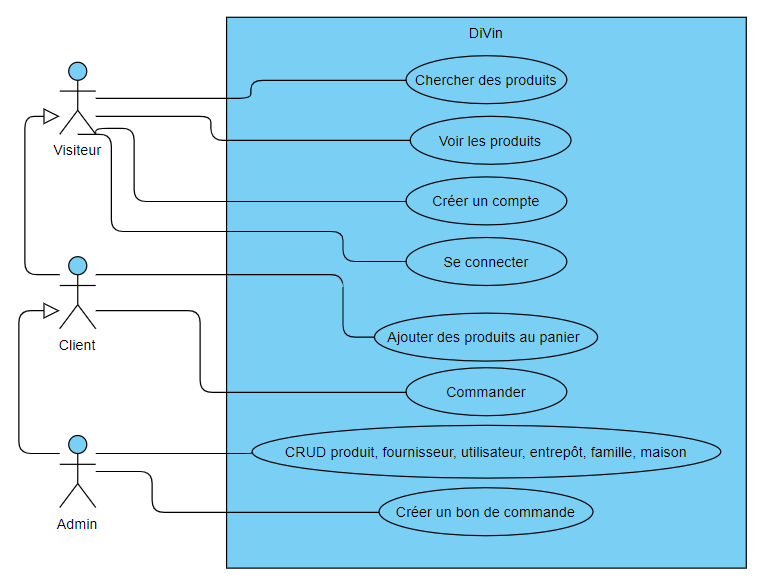 DiVin
Chercher des produits
Voir les produits
Visiteur
Créer un compte
Se connecter
Ajouter des produits au panier
Client
Commander
CRUD produit, fournisseur, utilisateur, entrepôt, famille, maison
Créer un bon de commande
Admin